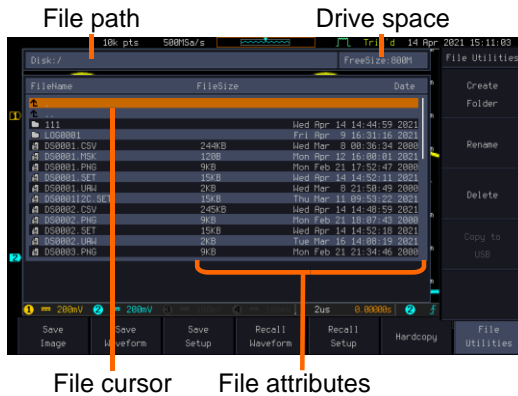 File path Drive space
10k pts 500MSa/s Trig'd 14 Apr 2021 15:11:03
Disk:/ FreeSize:800M File Utilities
FileName FileSize Date
.
..
111 Wed Apr 14 14:44:59 2021
LOG0001 Fri Apr 9 16:31:16 2021
DS0001.CSV 244KB Wed Mar 8 00:36:34 2000
DS0001.MSK 128B Mon Apr 12 16:00:01 2021
DS0001.PNG 9KB Mon Feb 21 17:52:47 2000
DS0001.SET 15KB Wed Apr 14 14:52:11 2021
DS0001.UAW 2KB Wed Mar 8 21:50:49 2000
DS0001I2C.SET 15KB Thu Mar 11 09:53:22 2021
DS0002.CSV 245KB Wed Apr 14 14:48:59 2021
DS0002.PNG 9KB Mon Feb 21 18:07:43 2000
DS0002.SET 15KB Wed Apr 14 14:52:18 2021
DS0002.UAW 2KB Tue Mar 16 14:08:19 2021
DS0003.PNG 9KB Mon Feb 21 21:34:46 2000
Create
Folder
Rename
Delete
Copy to
USB
1 200mV 2 200mV 2us 0.00000s 2
Save
Image
Save
Waveform
Save
Setup
Recall
Waveform
Recall
Setup
Hardcopy
File
Utilities
File cursor File attributes